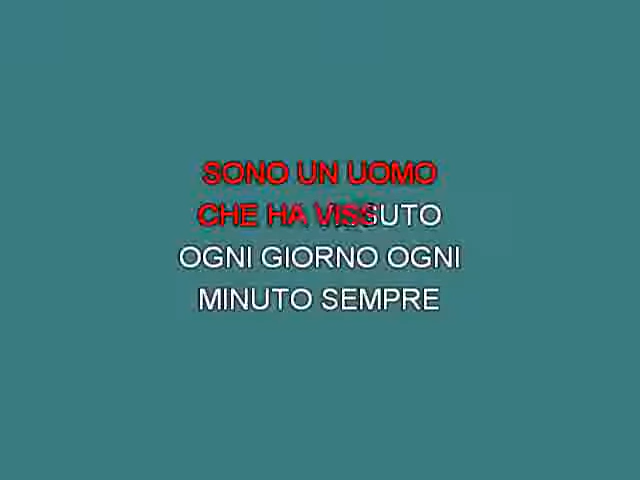 SONO UN UOMO
CHE HA VISSUTO
OGNI GIORNO OGNI
MINUTO SEMPRE